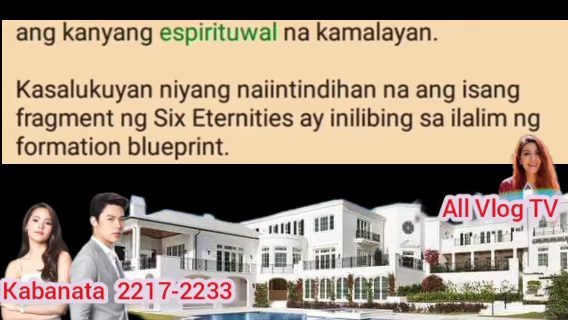 ang kanyang espirituwal na kamalayan.
Kasalukuyan niyang naiintindihan na ang isang
fragment ng Six Eternities ay inilibing sa ilalim ng
formation blueprint.
All Vlog TV
Kabanata 2217-2233